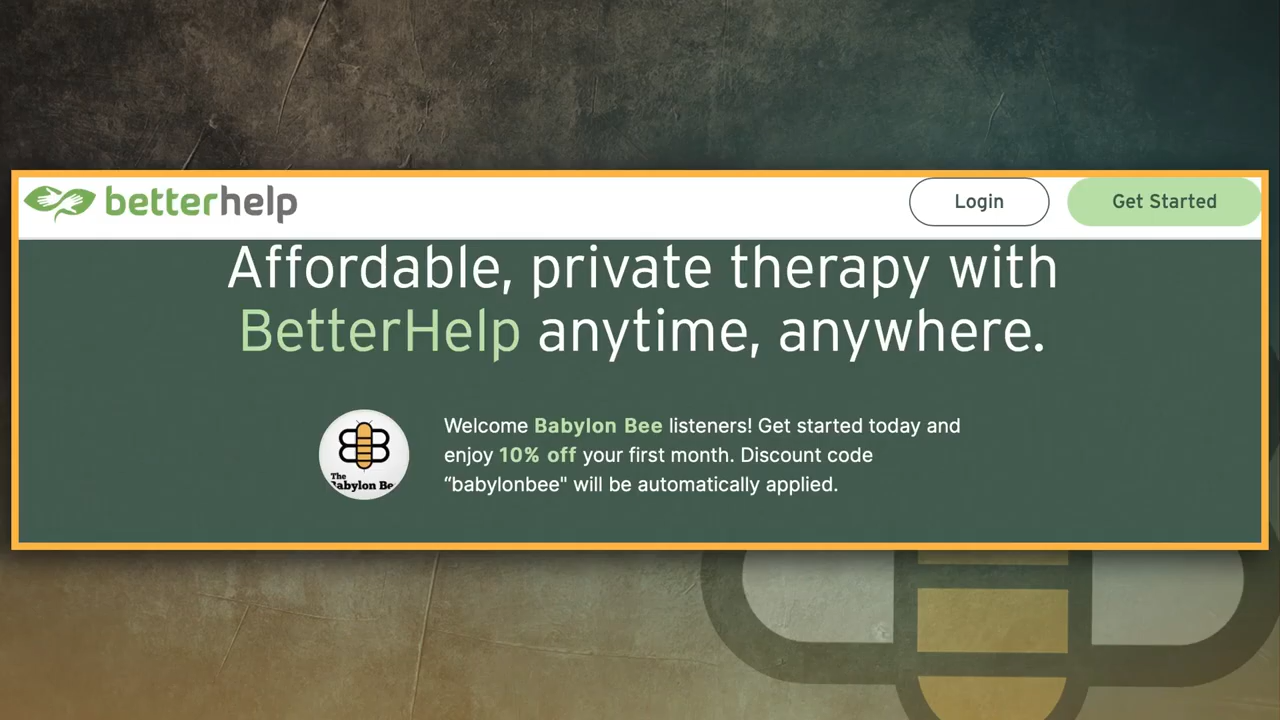 betterhelp
Login
Get Started
Affordable, private therapy with
BetterHelp anytime, anywhere.
Welcome Babylon Bee listeners! Get started today and
enjoy 10% off your first month. Discount code
“babylonbee" will be automatically applied.
The
Babylon Bee